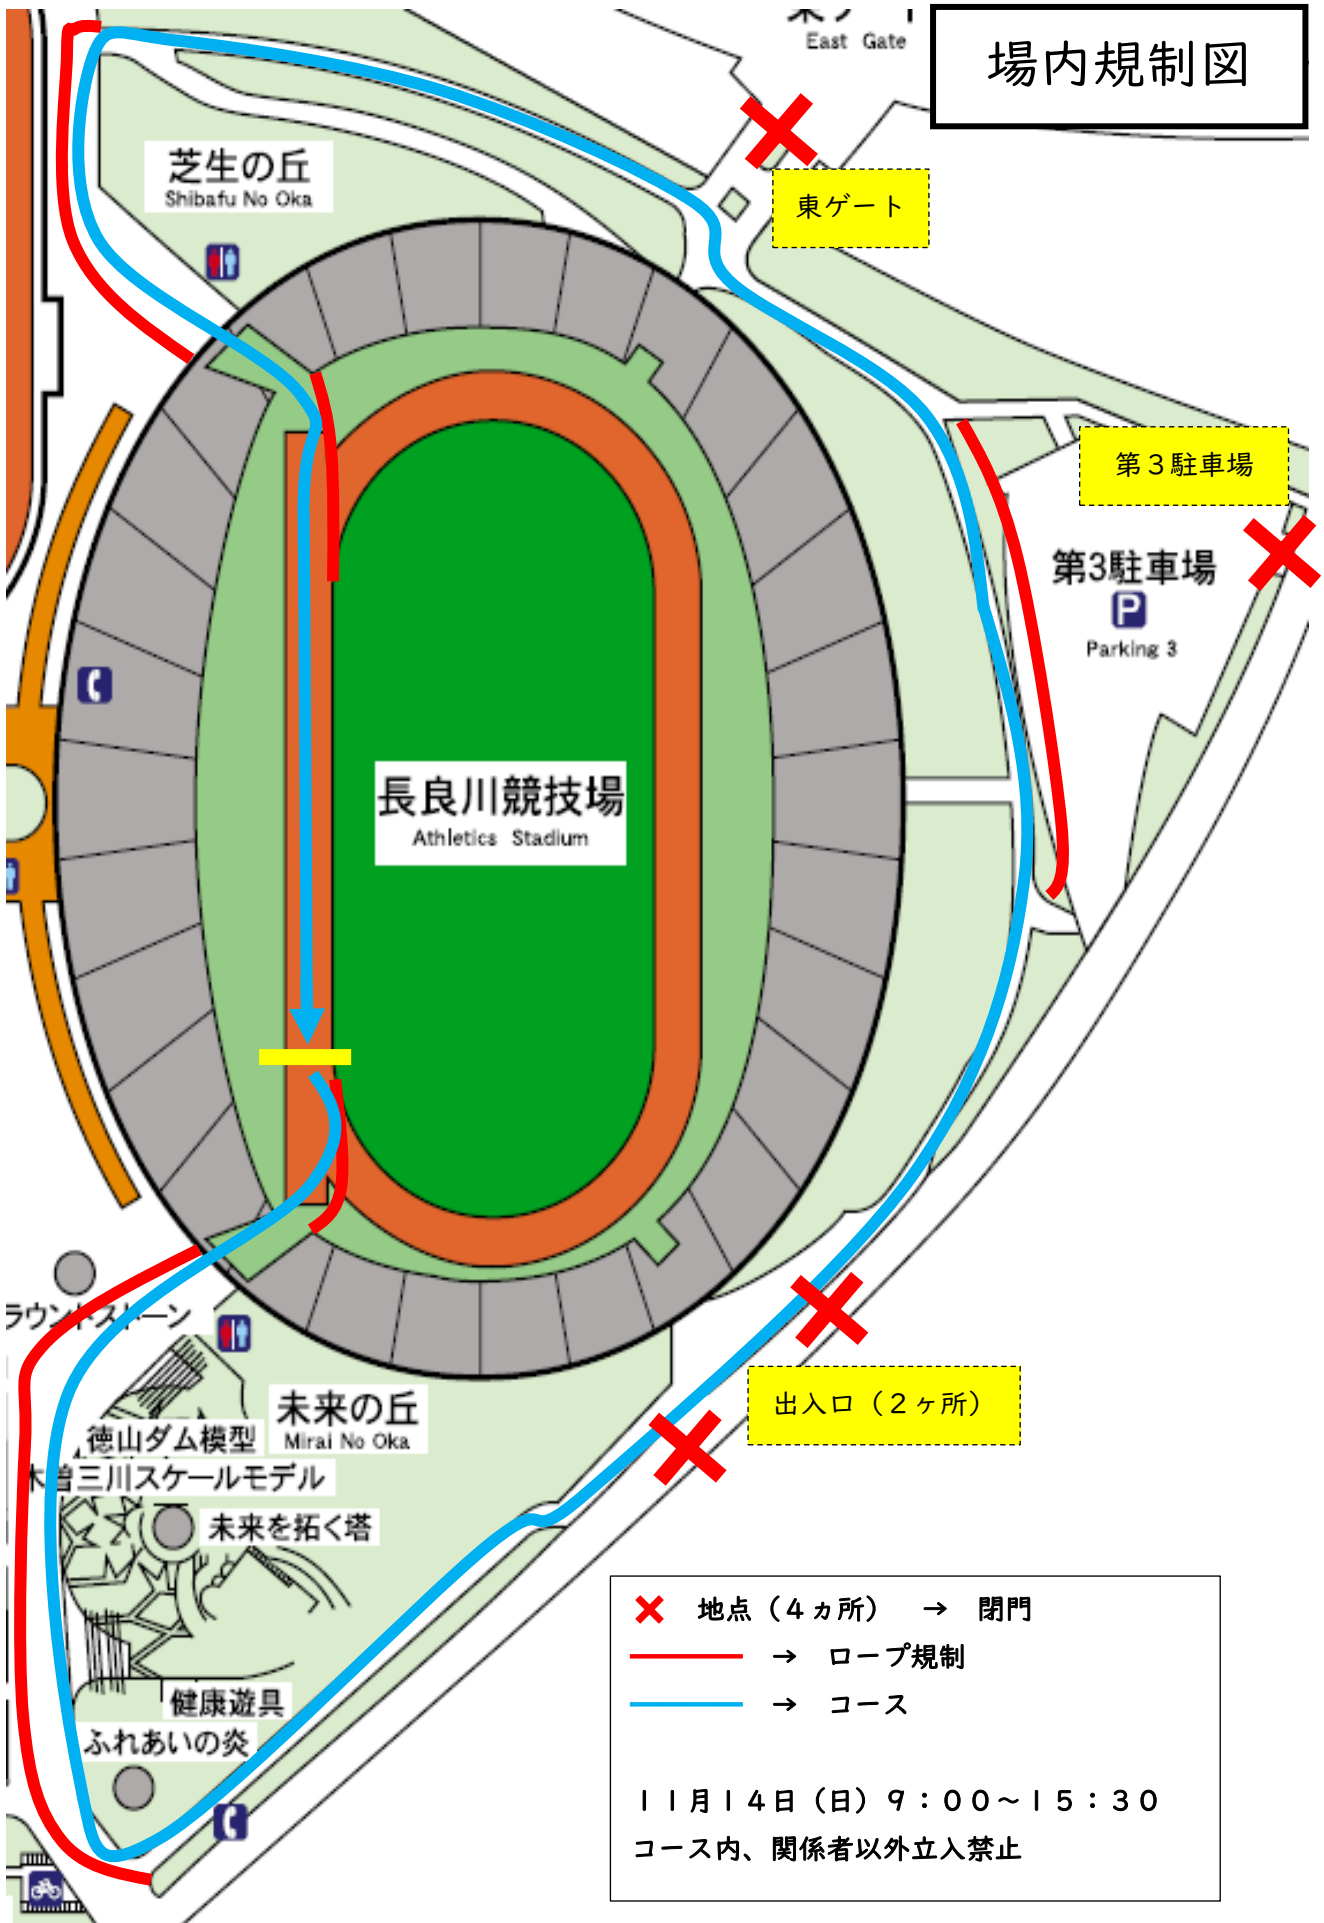 East Gate
場内規制図
芝生の丘
Shibafu No Oka
東ゲート
第３駐車場
第3駐車場
P
Parking 3
長良川競技場
Athletics Stadium
ラウンドストーン
未来の丘
Mirai No Oka
出入口（２ヶ所）
徳山ダム模型
木曽三川スケールモデル
未来を拓く塔
健康遊具
ふれあいの炎
地点（４ヵ所） → 閉門
→ ロープ規制
→ コース
１１月１４日（日）９：００～１５：３０
コース内、関係者以外立入禁止